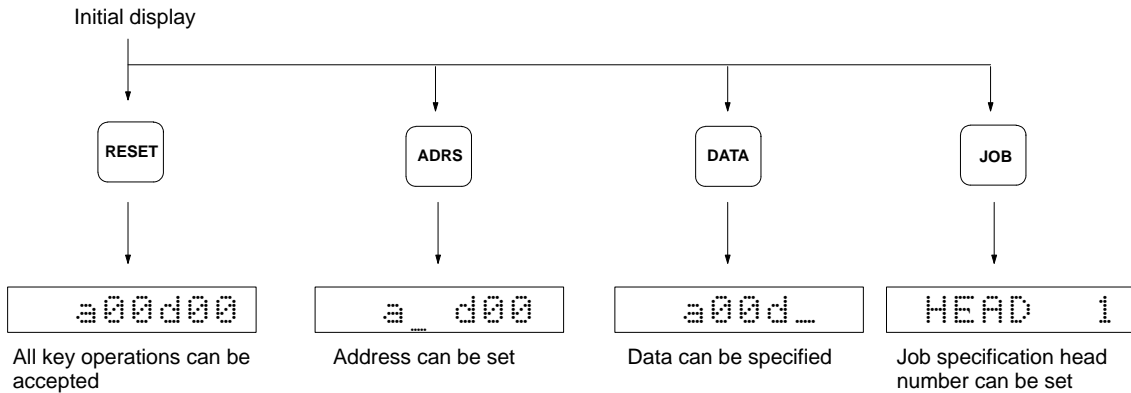 Initial display
RESET
ADRS
DATA
JOB
a00d00
a_ d00
a00d_
HEAD 1
All key operations can be
accepted
Address can be set
Data can be specified
Job specification head
number can be set